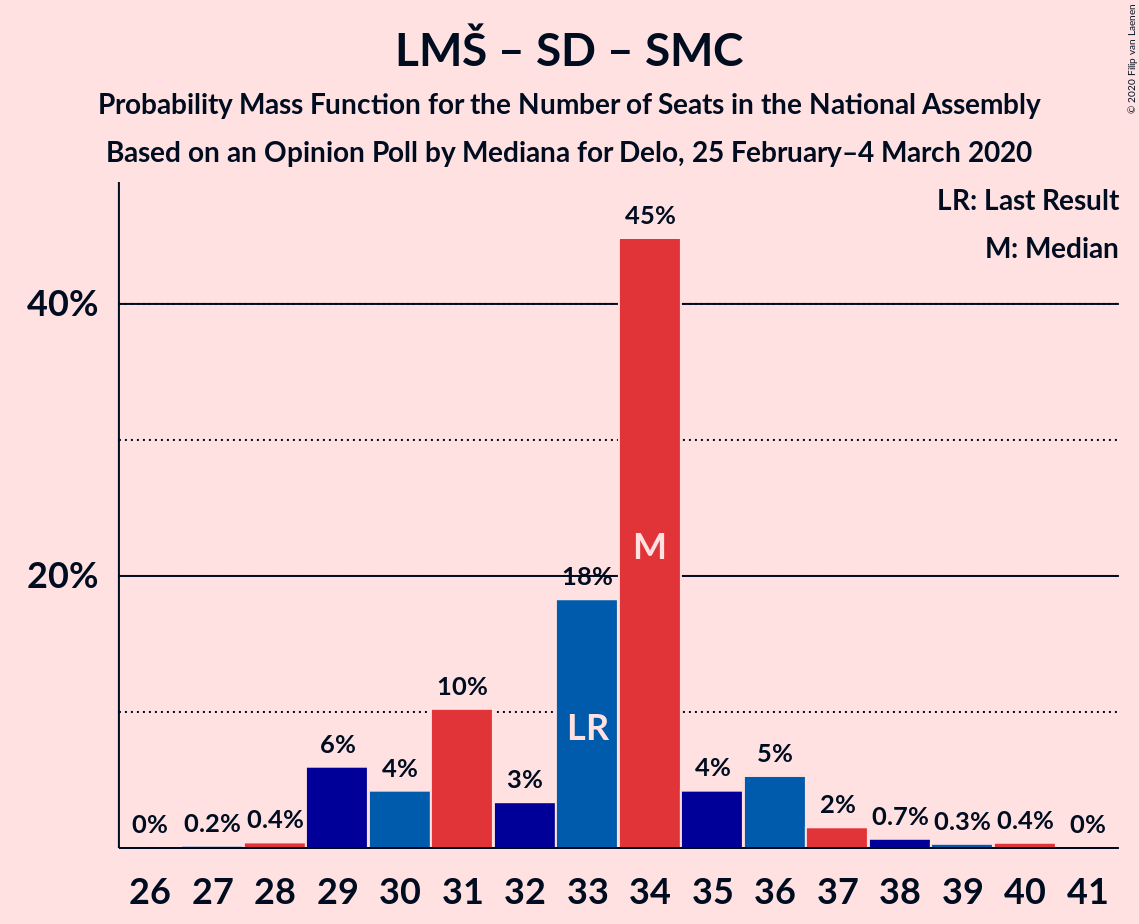 LMŠ – SD – SMC
Probability Mass Function for the Number of Seats in the National Assembly
Based on an Opinion Poll by Mediana for Delo, 25 February–4 March 2020
© 2020 Filip van Laenen
LR: Last Result
M: Median
40%
20%
0% 0.2% 0.4% 6% 4% 10% 3% 18% 45% 4% 5% 2% 0.7% 0.3% 0.4% 0%
LR
M
26 27 28 29 30 31 32 33 34 35 36 37 38 39 40 41